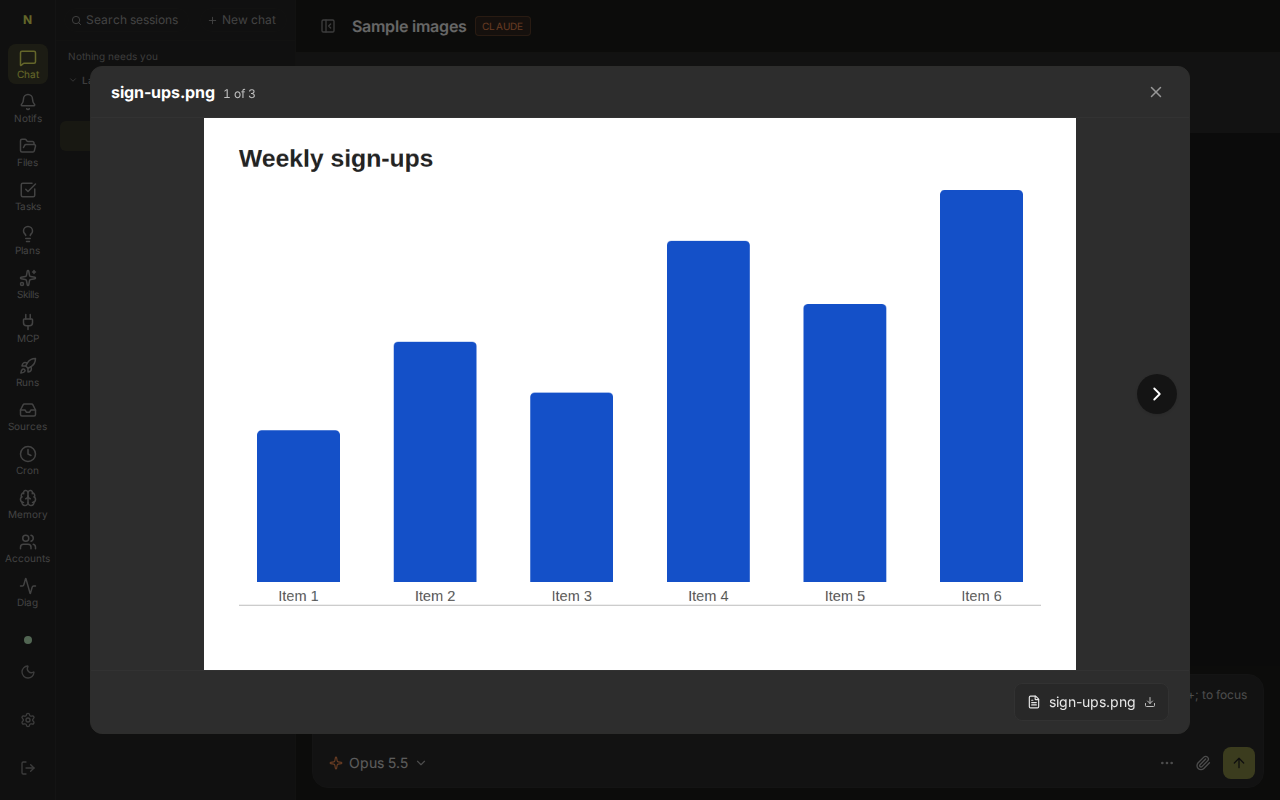 N
Search sessions
New chat
Sample images
CLAUDE
Chat
Nothing needs you
Notifs
sign-ups.png 1 of 3
Files
Weekly sign-ups
Tasks
Plans
Skills
MCP
Runs
Sources
Cron
Memory
Accounts
Diag
Item 1 Item 2 Item 3 Item 4 Item 5 Item 6
to focus
sign-ups.png
Opus 5.5